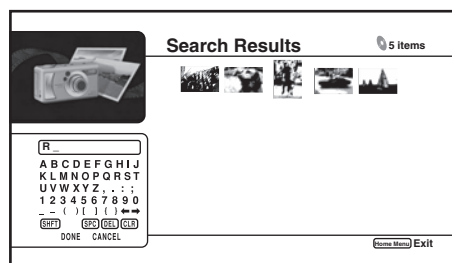 Search Results
5 items
R _
A B C D E F G H I J
K L M N O P Q R S T
U V W X Y Z , . : ;
1 2 3 4 5 6 7 8 9 0
_ – ( ) [ ] { } ⬅ ➡
SHFT SPC DEL CLR
DONE CANCEL
Home Menu Exit